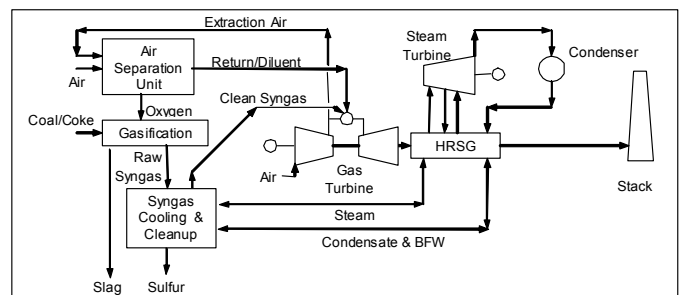 Extraction Air
Air
Separation
Unit
Air
Return/Diluent
Steam
Turbine
Condenser
Clean Syngas
Oxygen
Coal/Coke
Gasification
Raw
Syngas
Air
Gas
Turbine
HRSG
Stack
Syngas
Cooling &
Cleanup
Steam
Condensate & BFW
Slag
Sulfur